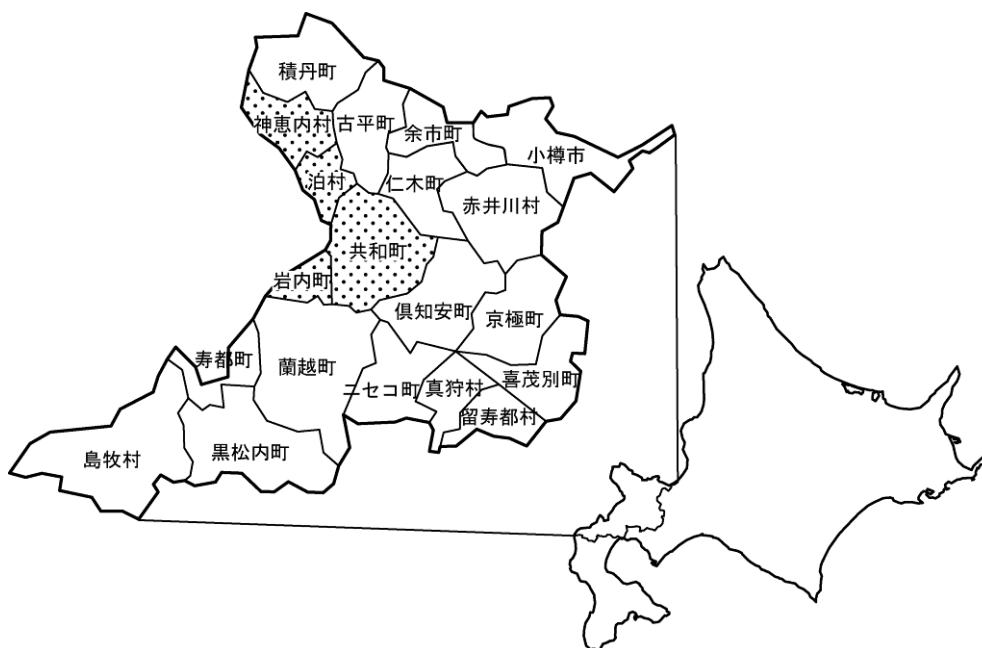 積丹町
神恵内村
古平町
余市町
小樽市
泊村
仁木町
赤井川村
共和町
岩内町
倶知安町
京極町
寿都町
蘭越町
ニセコ町
真狩村
喜茂別町
留寿都村
島牧村
黒松内町